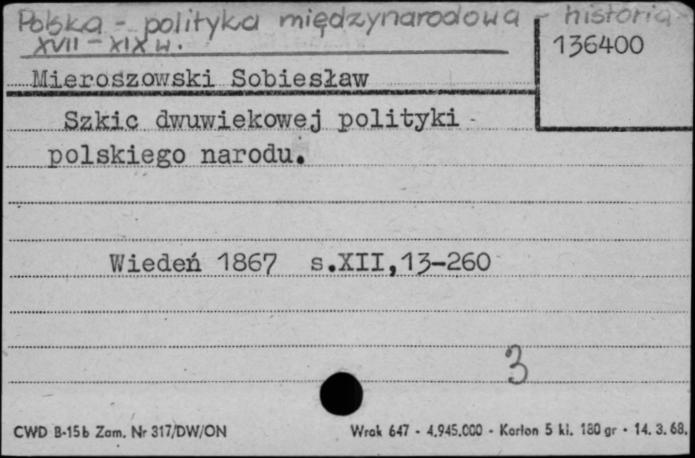 Polska - polityka międzynarodowa - historia
XVII - XIX w.
136400
Mieroszowski Sobiesław
Szkic dwuwiekowej polityki
polskiego narodu.
Wiedeń 1867 s.XII,13-260
3
CWD B-15b Zam. Nr 317/DW/ON Wrak 647 - 4.945.000 - Karton 5 kl. 180 gr - 14. 3. 68.